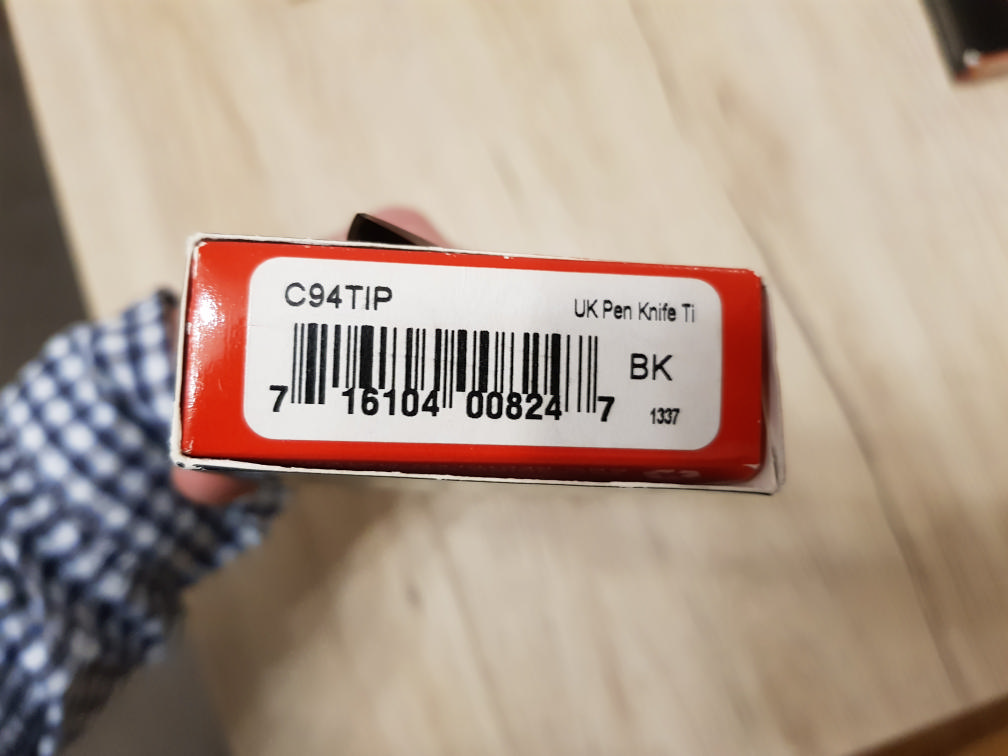 C94TIP
UK Pen Knife Ti
BK
7 16104 00824 7
1337